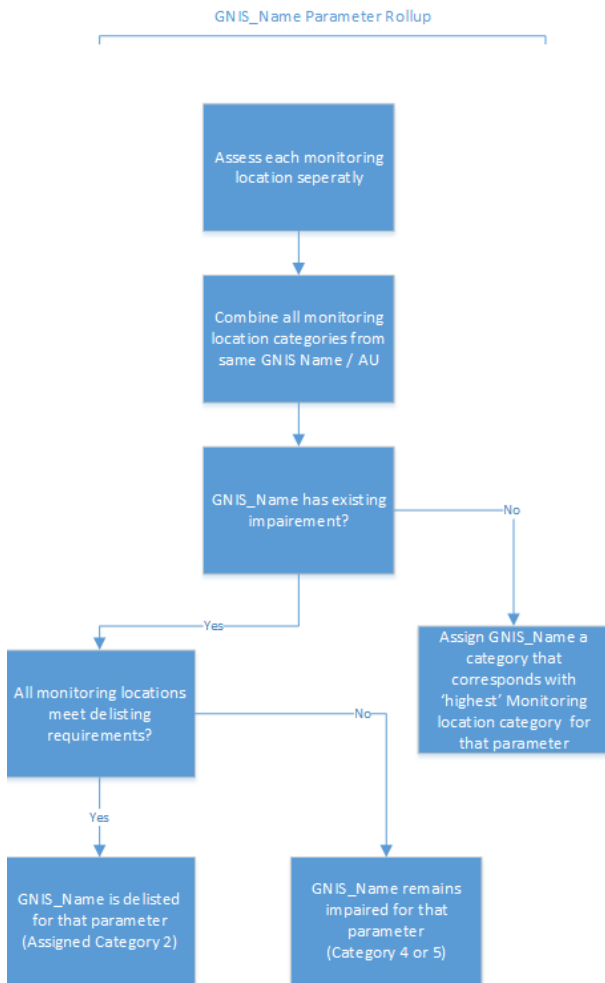 GNIS_Name Parameter Rollup
Assess each monitoring
location seperatly
Combine all monitoring
location categories from
same GNIS Name / AU
GNIS_Name has existing
impairement?
No
Yes
Assign GNIS_Name a
category that
corresponds with
‘highest’ Monitoring
location category for
that parameter
All monitoring locations
meet delisting
requirements?
No
Yes
GNIS_Name is delisted
for that parameter
(Assigned Category 2)
GNIS_Name remains
impaired for that
parameter
(Category 4 or 5)